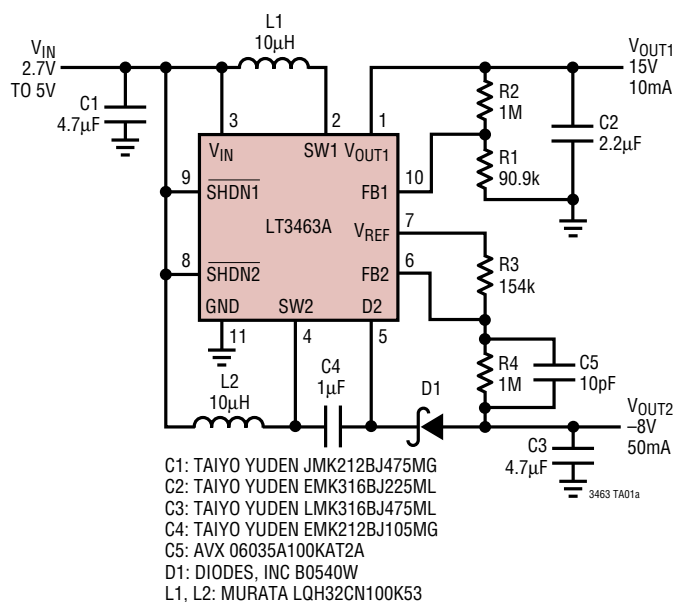 L1
10µH
VIN
2.7V
TO 5V
C1
4.7µF
3
2
1
VIN
SW1
VOUT1
9
SHDN1
FB1
10
LT3463A
VREF
7
8
SHDN2
FB2
6
GND
SW2
D2
11
4
5
R2
1M
R1
90.9k
C2
2.2µF
VOUT1
15V
10mA
R3
154k
R4
1M
C5
10pF
L2
10µH
C4
1µF
D1
VOUT2
–8V
50mA
C3
4.7µF
3463 TA01a
C1: TAIYO YUDEN JMK212BJ475MG
C2: TAIYO YUDEN EMK316BJ225ML
C3: TAIYO YUDEN LMK316BJ475ML
C4: TAIYO YUDEN EMK212BJ105MG
C5: AVX 06035A100KAT2A
D1: DIODES, INC B0540W
L1, L2: MURATA LQH32CN100K53